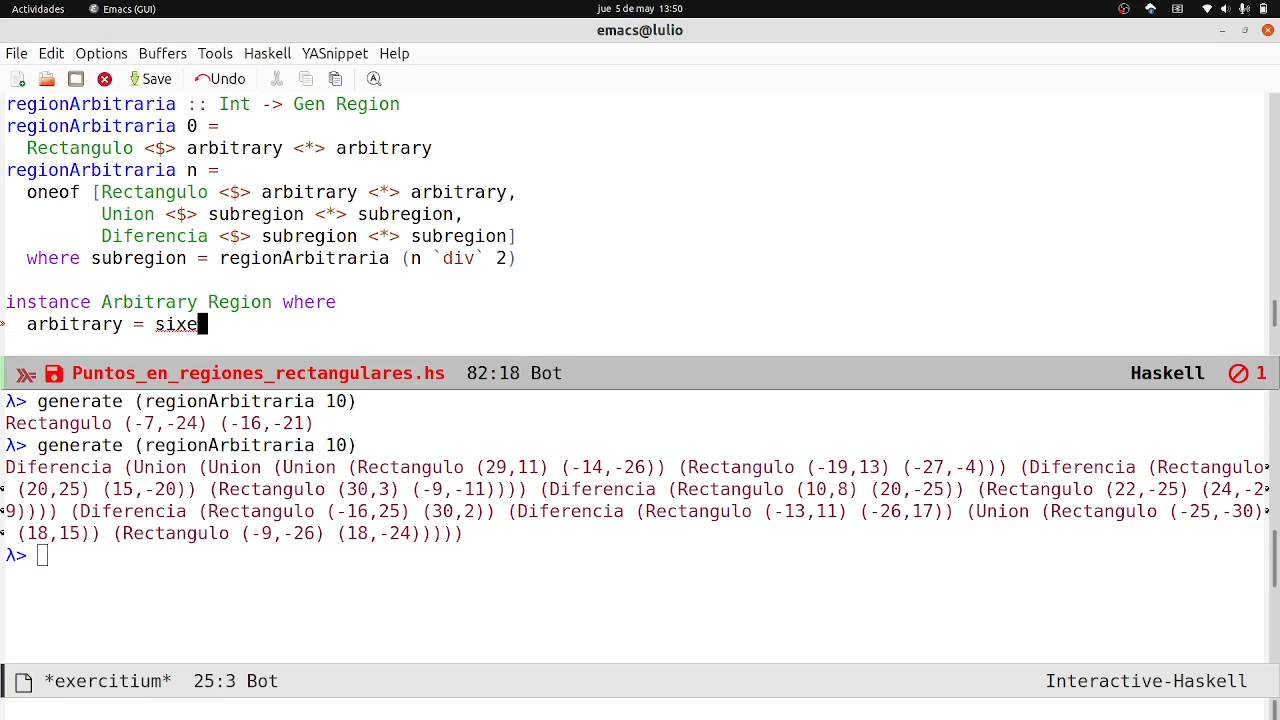 Actividades Emacs (GUI) jue 5 de may 13:50
emacs@lulio
File Edit Options Buffers Tools Haskell YASnippet Help
Save Undo
regionArbitraria :: Int -> Gen Region
regionArbitraria 0 =
Rectangulo <$> arbitrary <*> arbitrary
regionArbitraria n =
oneof [Rectangulo <$> arbitrary <*> arbitrary,
Union <$> subregion <*> subregion,
Diferencia <$> subregion <*> subregion]
where subregion = regionArbitraria (n `div` 2)
instance Arbitrary Region where
arbitrary = sixe
Puntos_en_regiones_rectangulares.hs 82:18 Bot Haskell 1
λ> generate (regionArbitraria 10)
Rectangulo (-7,-24) (-16,-21)
λ> generate (regionArbitraria 10)
Diferencia (Union (Union (Union (Rectangulo (29,11) (-14,-26)) (Rectangulo (-19,13) (-27,-4))) (Diferencia (Rectangulo
(20,25) (15,-20)) (Rectangulo (30,3) (-9,-11)))) (Diferencia (Rectangulo (10,8) (20,-25)) (Rectangulo (22,-25) (24,-2
9)))) (Diferencia (Rectangulo (-16,25) (30,2)) (Diferencia (Rectangulo (-13,11) (-26,17)) (Union (Rectangulo (-25,-30)
(18,15)) (Rectangulo (-9,-26) (18,-24)))))
λ>
*exercitium* 25:3 Bot Interactive-Haskell